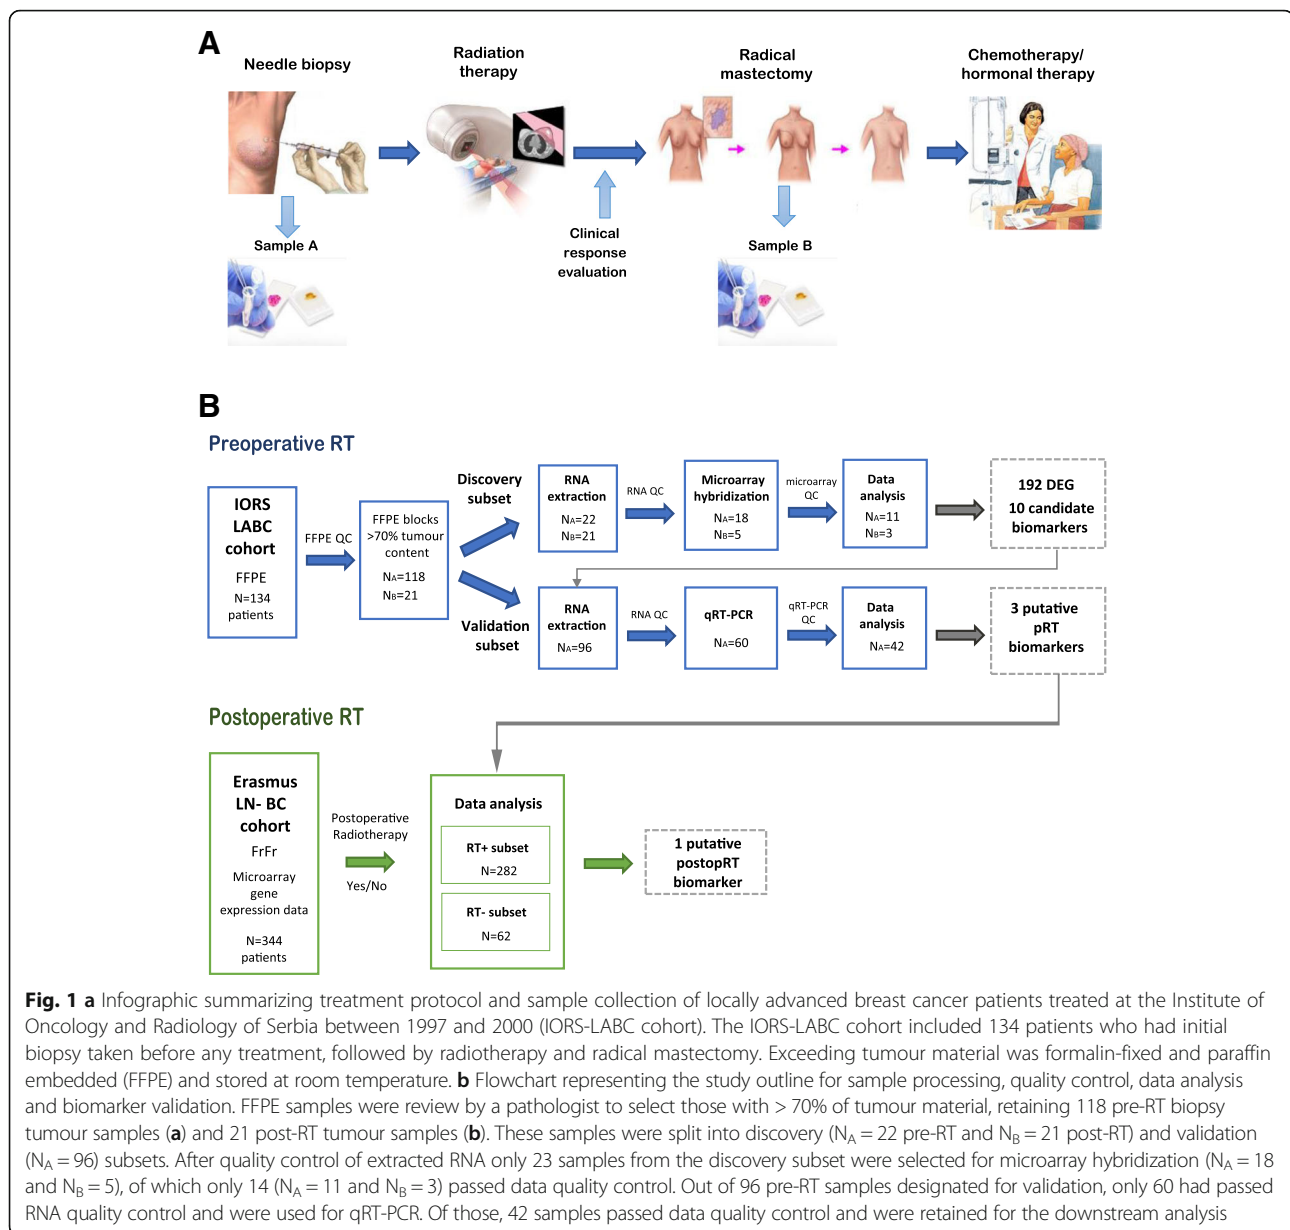 A
Needle biopsy
Radiation
therapy
Radical
mastectomy
Chemotherapy/
hormonal therapy
Sample A
Clinical
response
evaluation
Sample B
B
Preoperative RT
IORS
LABC
cohort
FFPE
N=134
patients
FFPE QC
FFPE blocks
>70% tumour
content
NA=118
NB=21
Discovery
subset
RNA
extraction
NA=22
NB=21
RNA QC
Microarray
hybridization
NA=18
NB=5
microarray
QC
Data
analysis
NA=11
NB=3
192 DEG
10 candidate
biomarkers
Validation
subset
RNA
extraction
NA=96
RNA QC
qRT-PCR
NA=60
qRT-PCR
QC
Data
analysis
NA=42
3 putative
pRT
biomarkers
Postoperative RT
Erasmus
LN- BC
cohort
FrFr
Microarray
gene
expression data
N=344
patients
Postoperative
Radiotherapy
Yes/No
Data analysis
RT+ subset
N=282
RT- subset
N=62
1 putative
postopRT
biomarker
Fig. 1 a Infographic summarizing treatment protocol and sample collection of locally advanced breast cancer patients treated at the Institute of
Oncology and Radiology of Serbia between 1997 and 2000 (IORS-LABC cohort). The IORS-LABC cohort included 134 patients who had initial
biopsy taken before any treatment, followed by radiotherapy and radical mastectomy. Exceeding tumour material was formalin-fixed and paraffin
embedded (FFPE) and stored at room temperature. b Flowchart representing the study outline for sample processing, quality control, data analysis
and biomarker validation. FFPE samples were review by a pathologist to select those with > 70% of tumour material, retaining 118 pre-RT biopsy
tumour samples (a) and 21 post-RT tumour samples (b). These samples were split into discovery (NA = 22 pre-RT and NB = 21 post-RT) and validation
(NA = 96) subsets. After quality control of extracted RNA only 23 samples from the discovery subset were selected for microarray hybridization (NA = 18
and NB = 5), of which only 14 (NA = 11 and NB = 3) passed data quality control. Out of 96 pre-RT samples designated for validation, only 60 had passed
RNA quality control and were used for qRT-PCR. Of those, 42 samples passed data quality control and were retained for the downstream analysis